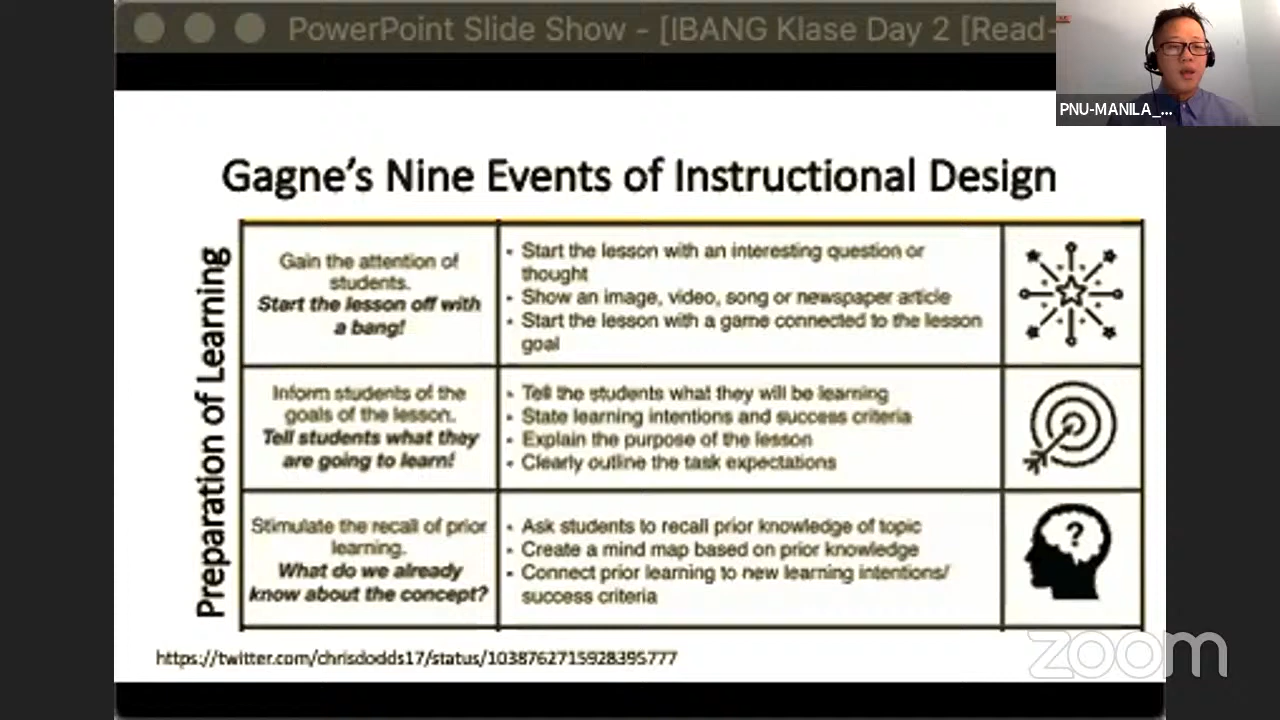 PowerPoint Slide Show - [IBANG Klase Day 2 [Read-
PNU-MANILA_...
Gagne's Nine Events of Instructional Design
Preparation of Learning
Gain the attention of
students.
Start the lesson off with
a bang!
• Start the lesson with an interesting question or
thought
• Show an image, video, song or newspaper article
• Start the lesson with a game connected to the lesson
goal
Inform students of the
goals of the lesson.
Tell students what they
are going to learn!
• Tell the students what they will be learning
• State learning intentions and success criteria
• Explain the purpose of the lesson
• Clearly outline the task expectations
Stimulate the recall of prior
learning.
What do we already
know about the concept?
• Ask students to recall prior knowledge of topic
• Create a mind map based on prior knowledge
• Connect prior learning to new learning intentions/
success criteria
?
https://twitter.com/chrisdodds17/status/1038762715928395777
zoom